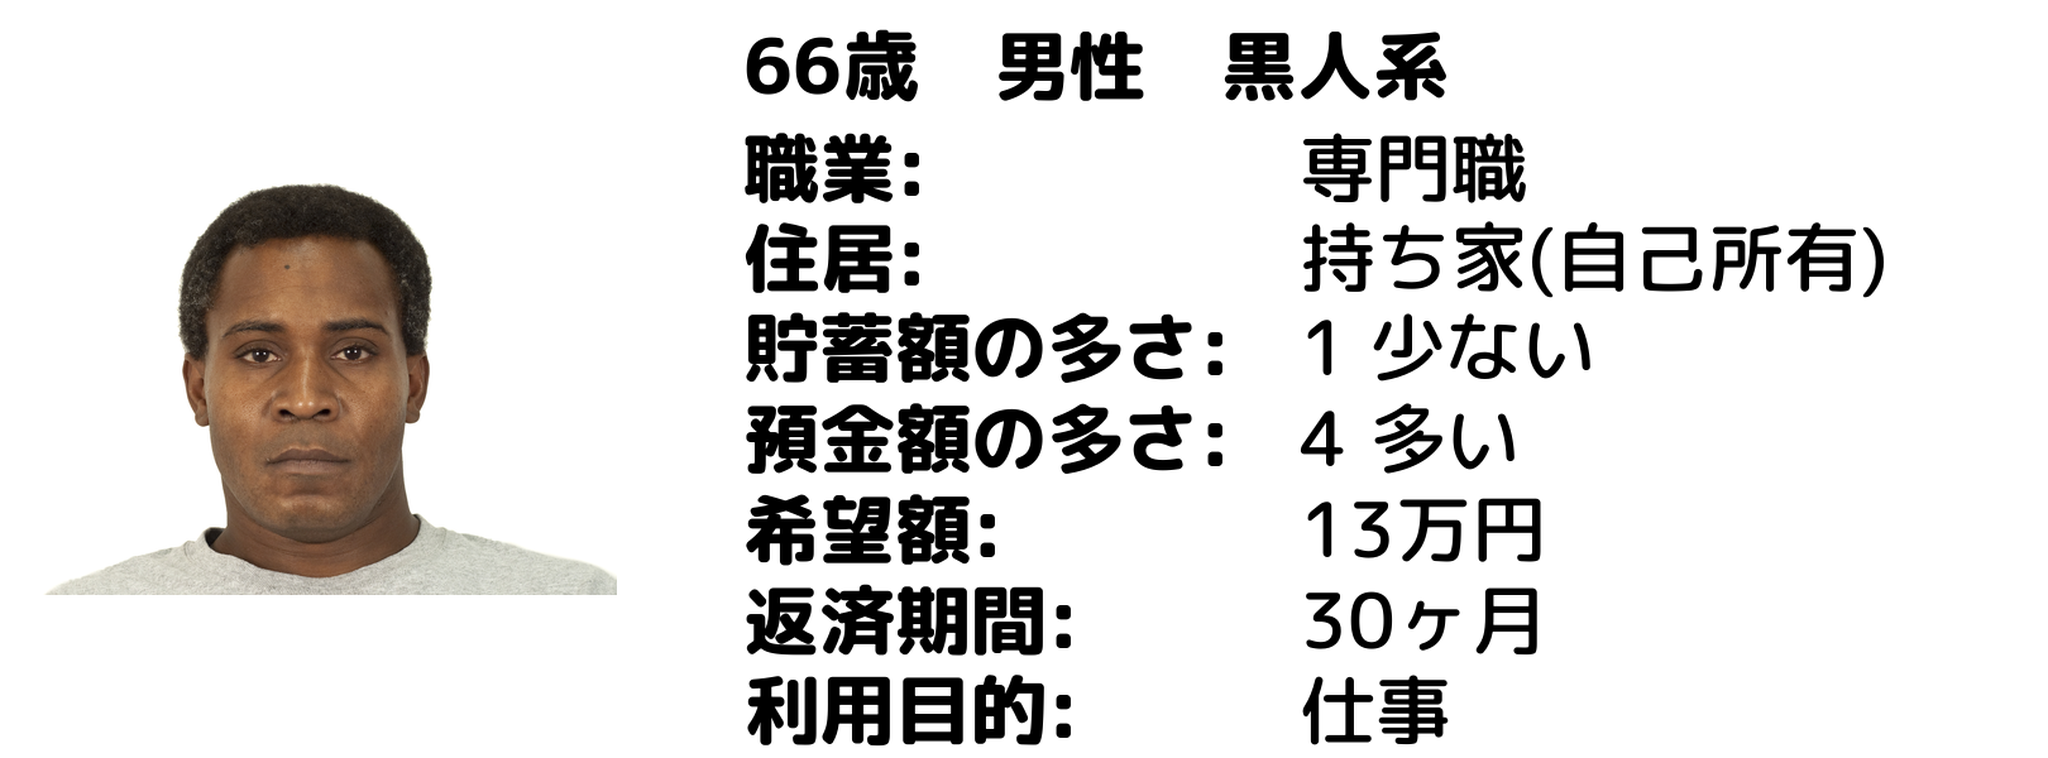 66歳　男性　黒人系
職業: 専門職
住居: 持ち家(自己所有)
貯蓄額の多さ: 1 少ない
預金額の多さ: 4 多い
希望額: 13万円
返済期間: 30ヶ月
利用目的: 仕事